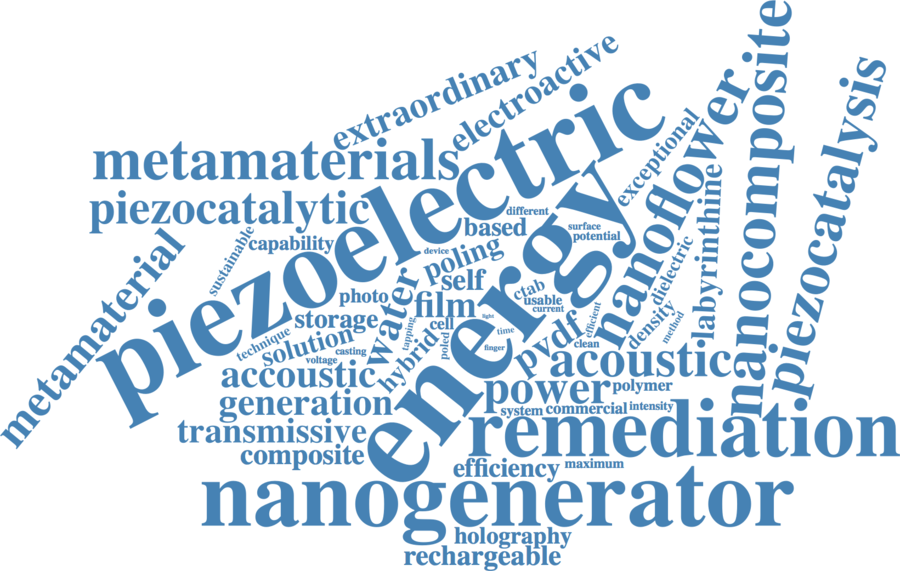 extraordinary
electroactive
nanocomposite
piezocatalysis
metamaterials
piezoelectric
exceptional
nanoflower
piezocatalytic
different
based
surface
potential
labyrinthine
sustainable
capability
device
poling
energy
dielectric
metamaterial
self
photo
water
film
ctab
usable
current
storage
tapping
cell
light
time
efficient
density
method
technique
solution
casting
voltage
hybrid
poled
finger
pvdf
clean
acoustic
accoustic
power
polymer
generation
system
commercial
intensity
transmissive
remediation
composite
efficiency
maximum
nanogenerator
holography
rechargeable